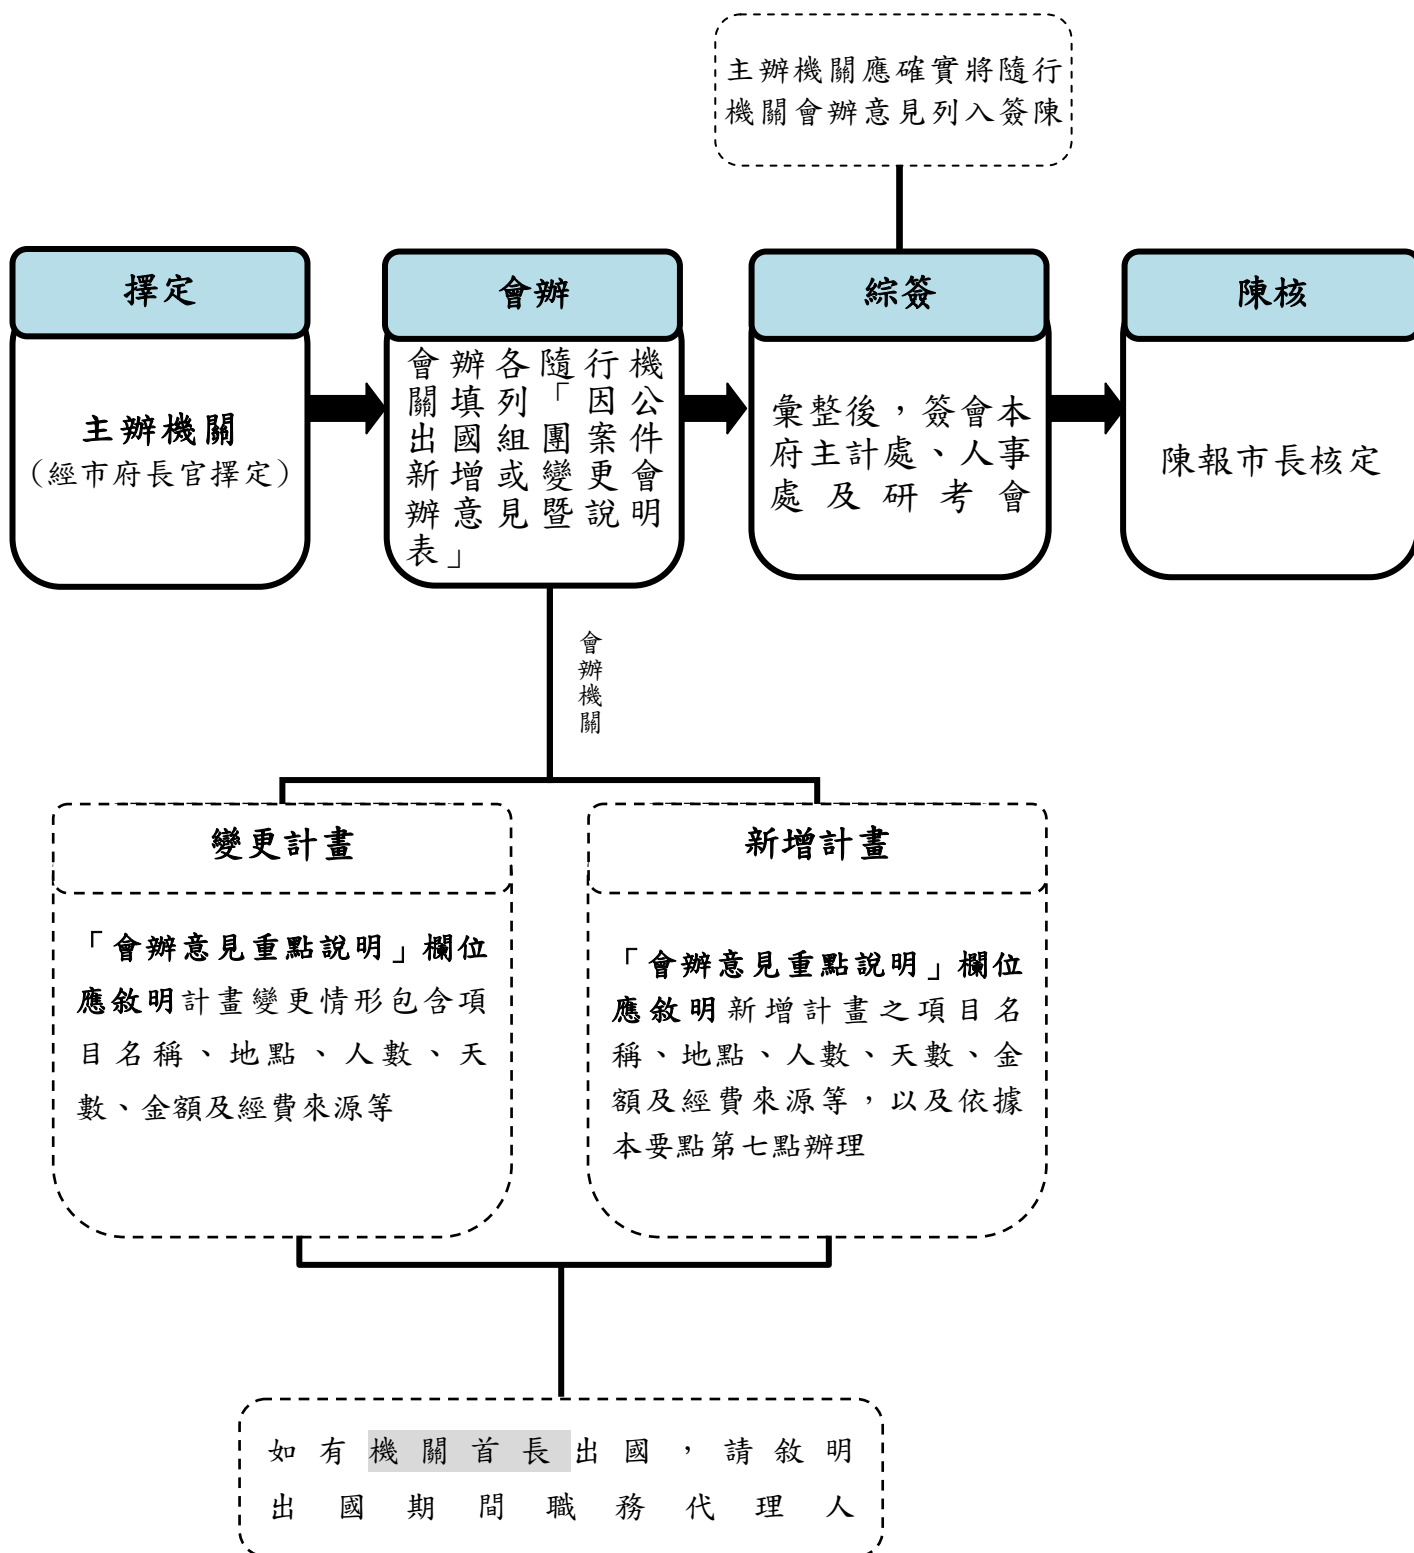 主辦機關應確實將隨行
機關會辦意見列入簽陳
擇定
主辦機關
（經市府長官擇定）
會辦
會辦各隨行機
關填列「因公
出國組團案件
新增或變更會
辦意見暨說明
表」
綜簽
彙整後，簽會本
府主計處、人事
處及研考會
陳核
陳報市長核定
會辦機關
變更計畫
「會辦意見重點說明」欄位
應敘明計畫變更情形包含項
目名稱、地點、人數、天
數、金額及經費來源等
新增計畫
「會辦意見重點說明」欄位
應敘明新增計畫之項目名
稱、地點、人數、天數、金
額及經費來源等，以及依據
本要點第七點辦理
如有機關首長出國，請敘明
出國期間職務代理人